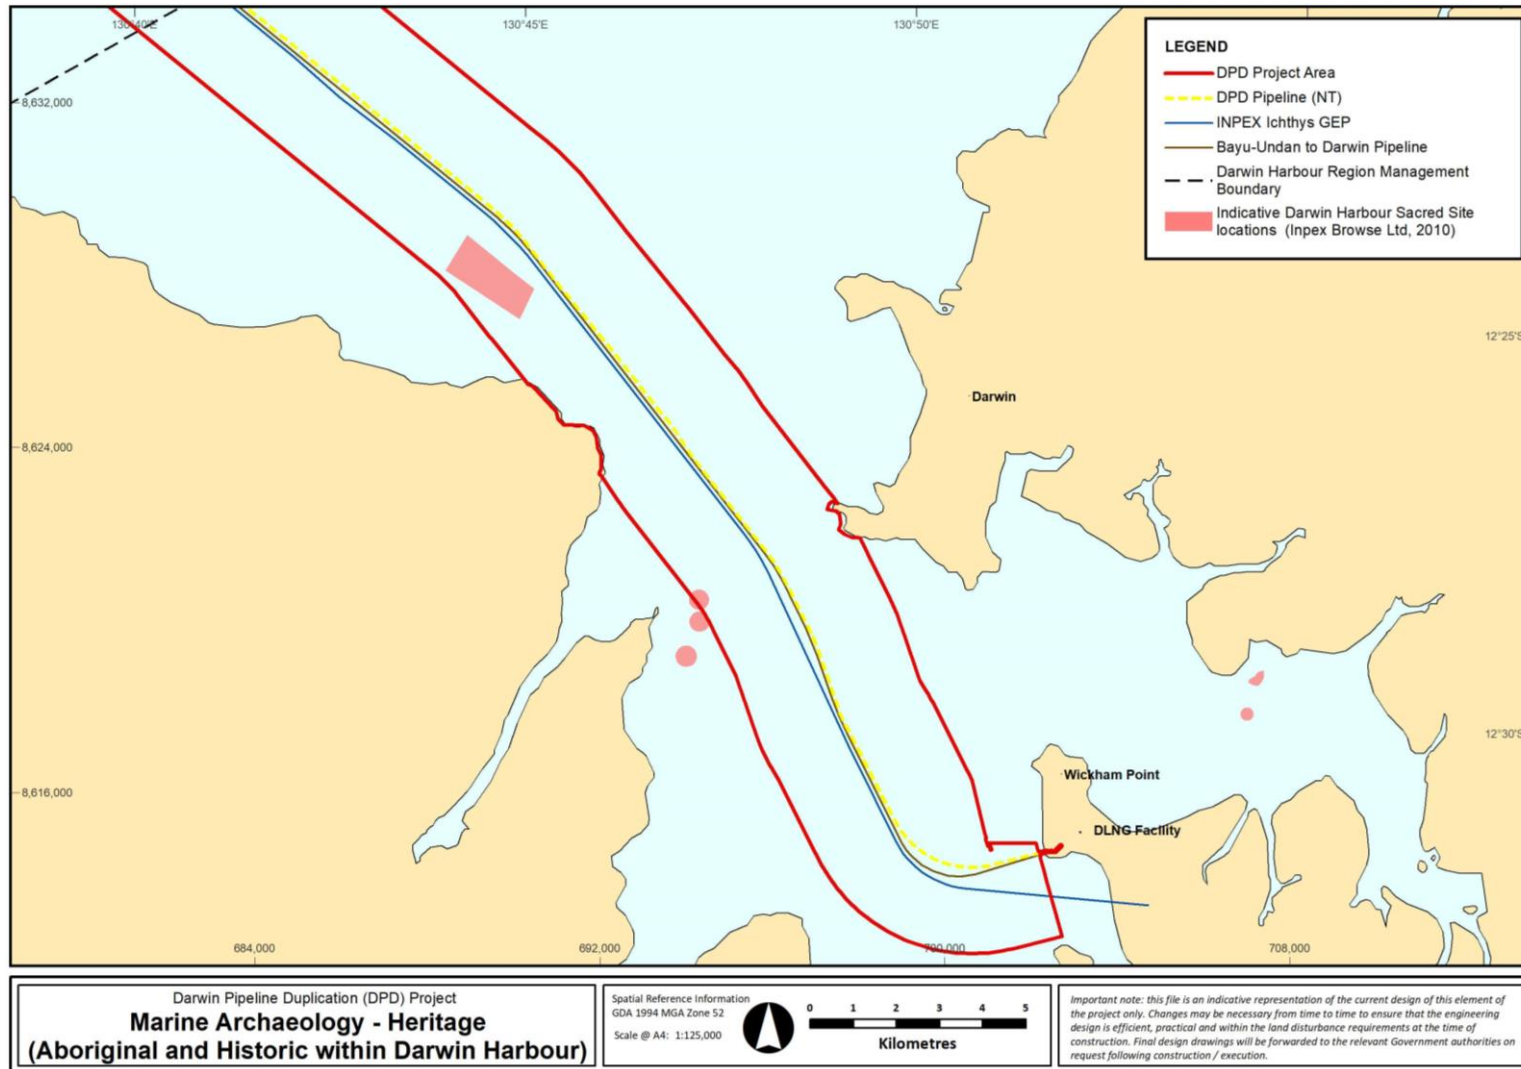 130°40'E
130°45'E
130°50'E
LEGEND
DPD Project Area
DPD Pipeline (NT)
INPEX Ichthys GEP
Bayu-Undan to Darwin Pipeline
Darwin Harbour Region Management
Boundary
Indicative Darwin Harbour Sacred Site
locations (Inpex Browse Ltd, 2010)
8,632,000
12°25'S
Darwin
8,624,000
12°30'S
Wickham Point
8,616,000
DLNG Facility
684,000
692,000
700,000
708,000
Darwin Pipeline Duplication (DPD) Project
Marine Archaeology - Heritage
(Aboriginal and Historic within Darwin Harbour)
Spatial Reference Information
GDA 1994 MGA Zone 52
Scale @ A4: 1:125,000
0 1 2 3 4 5
Kilometres
Important note: this file is an indicative representation of the current design of this element of
the project only. Changes may be necessary from time to time to ensure that the engineering
design is efficient, practical and within the land disturbance requirements at the time of
construction. Final design drawings will be forwarded to the relevant Government authorities on
request following construction / execution.